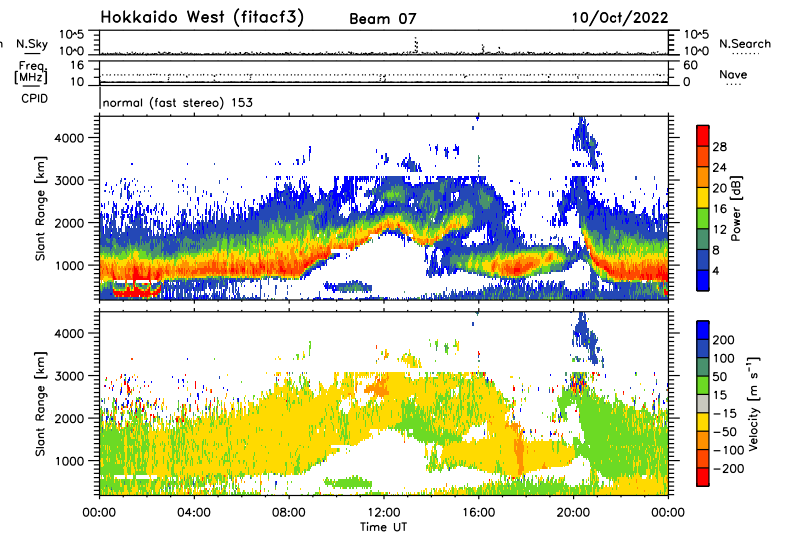 Hokkaido West (fitacf3) Beam 07 10/Oct/2022
N.Sky 10^5 10^0 10^5 10^0 N.Search
Freq. [MHz] 16 10 60 0 Nave
CPID normal (fast stereo) 153
Slant Range [km] 4000 3000 2000 1000
28 24 20 16 12 8 4 Power [dB]
Slant Range [km] 4000 3000 2000 1000
200 100 50 15 -15 -50 -100 -200 Velocity [m s⁻¹]
00:00 04:00 08:00 12:00 16:00 20:00 00:00
Time UT